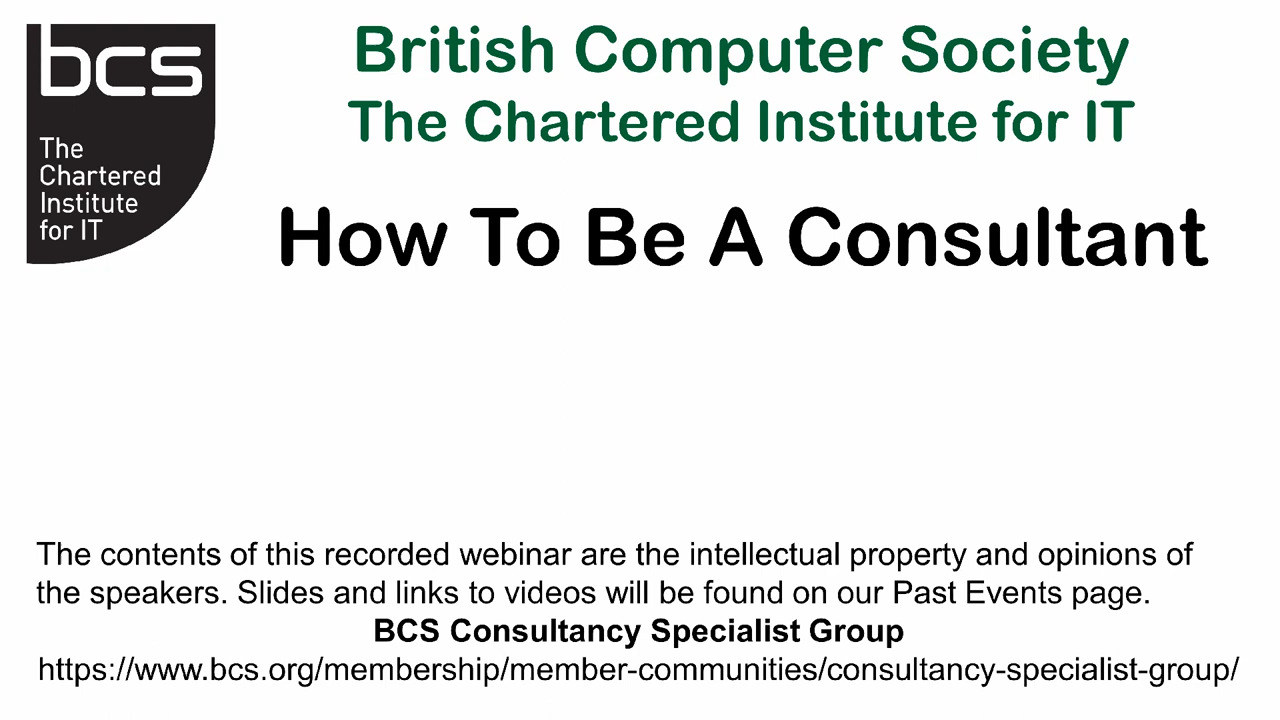 bcs
The
Chartered
Institute
for IT
British Computer Society
The Chartered Institute for IT
How To Be A Consultant
The contents of this recorded webinar are the intellectual property and opinions of
the speakers. Slides and links to videos will be found on our Past Events page.
BCS Consultancy Specialist Group
https://www.bcs.org/membership/member-communities/consultancy-specialist-group/